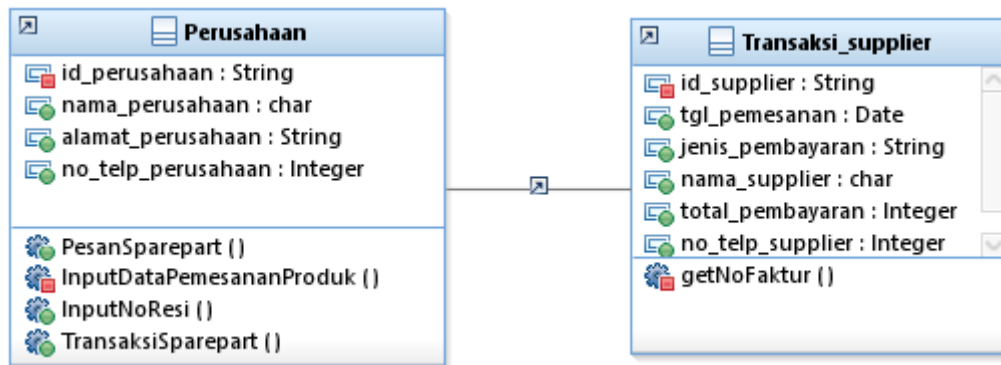 Perusahaan
id_perusahaan : String
nama_perusahaan : char
alamat_perusahaan : String
no_telp_perusahaan : Integer
PesanSparepart ()
InputDataPemesananProduk ()
InputNoResi ()
TransaksiSparepart ()
Transaksi_supplier
id_supplier : String
tgl_pemesanan : Date
jenis_pembayaran : String
nama_supplier : char
total_pembayaran : Integer
no_telp_supplier : Integer
getNoFaktur ()